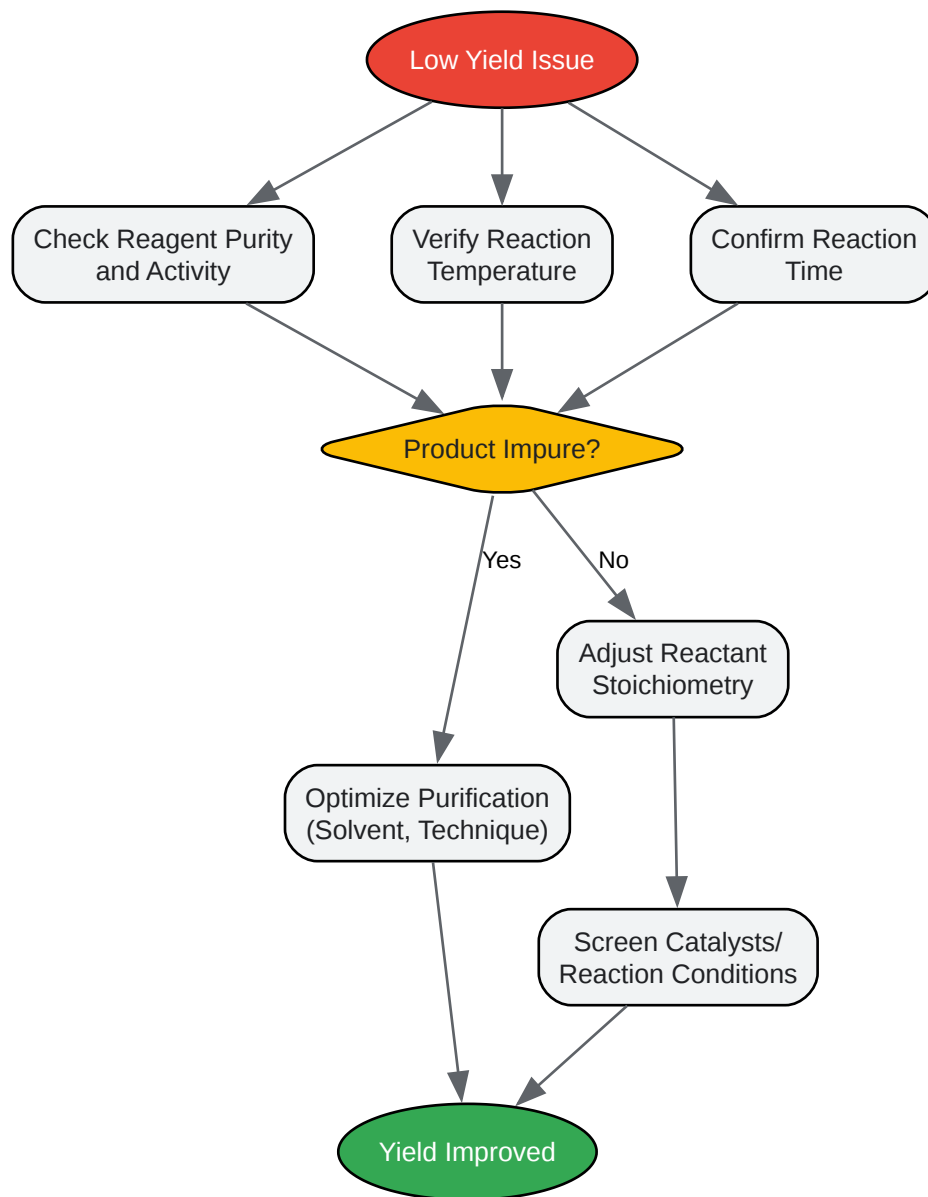 Low Yield Issue
Check Reagent Purity
and Activity
Verify Reaction
Temperature
Confirm Reaction
Time
Product Impure?
Yes
No
Adjust Reactant
Stoichiometry
Optimize Purification
(Solvent, Technique)
Screen Catalysts/
Reaction Conditions
Yield Improved